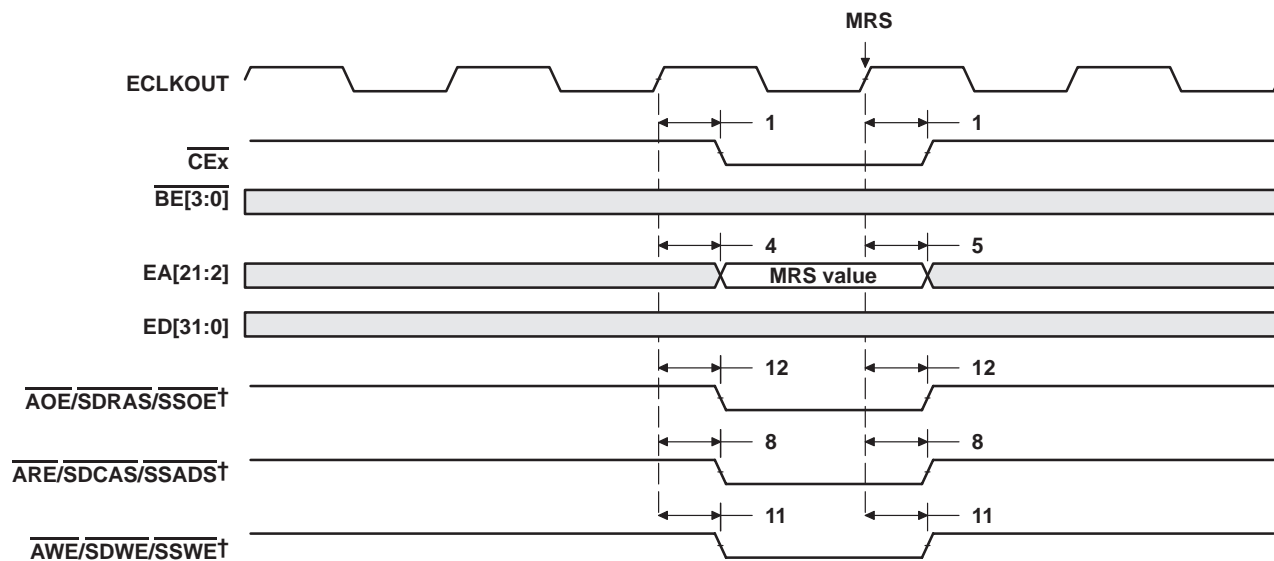 MRS
ECLKOUT
1 1
CEx
BE[3:0]
4 5
EA[21:2] MRS value
ED[31:0]
12 12
AOE/SDRAS/SSOE†
8 8
ARE/SDCAS/SSADS†
11 11
AWE/SDWE/SSWE†